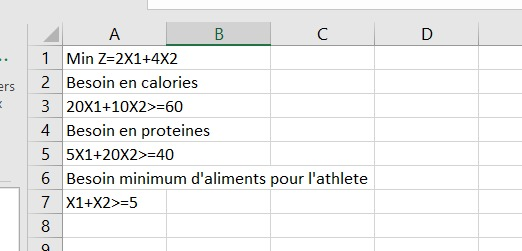 A B C D
1 Min Z=2X1+4X2
2 Besoin en calories
3 20X1+10X2>=60
4 Besoin en proteines
5 5X1+20X2>=40
6 Besoin minimum d'aliments pour l'athlete
7 X1+X2>=5
8
9